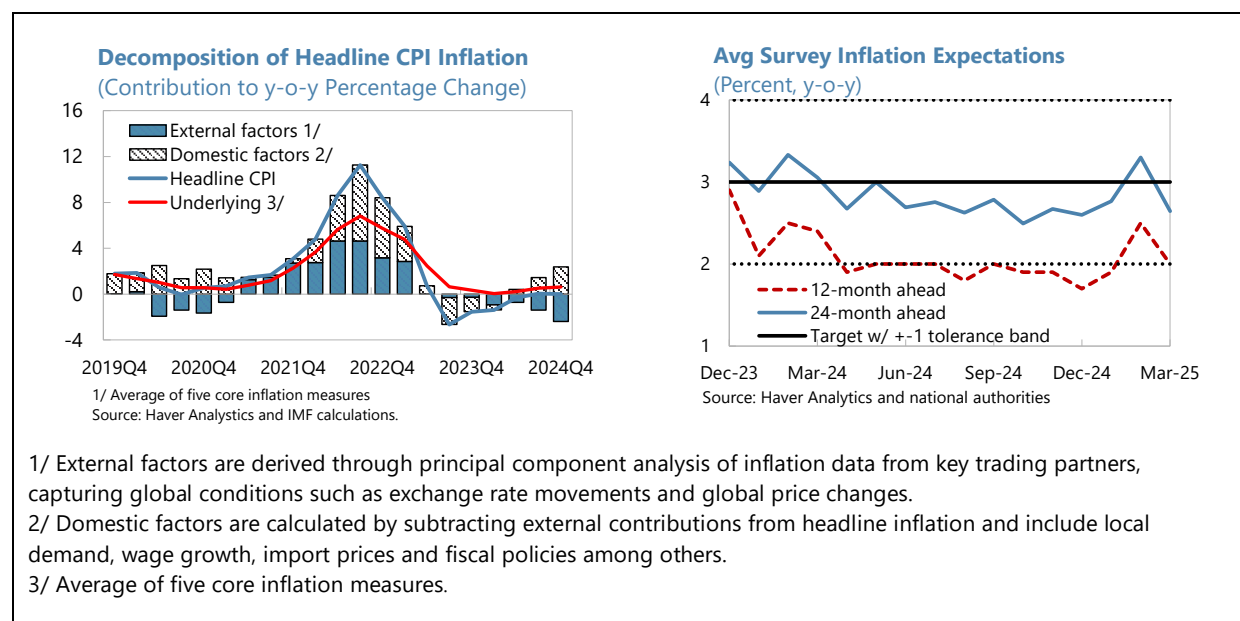 Decomposition of Headline CPI Inflation
(Contribution to y-o-y Percentage Change)
16
12
8
4
0
-4
External factors 1/
Domestic factors 2/
Headline CPI
Underlying 3/
2019Q4 2020Q4 2021Q4 2022Q4 2023Q4 2024Q4
1/ Average of five core inflation measures
Source: Haver Analystics and IMF calculations.
Avg Survey Inflation Expectations
(Percent, y-o-y)
4
3
2
1
12-month ahead
24-month ahead
Target w/ +-1 tolerance band
Dec-23 Mar-24 Jun-24 Sep-24 Dec-24 Mar-25
Source: Haver Analytics and national authorities
1/ External factors are derived through principal component analysis of inflation data from key trading partners,
capturing global conditions such as exchange rate movements and global price changes.
2/ Domestic factors are calculated by subtracting external contributions from headline inflation and include local
demand, wage growth, import prices and fiscal policies among others.
3/ Average of five core inflation measures.